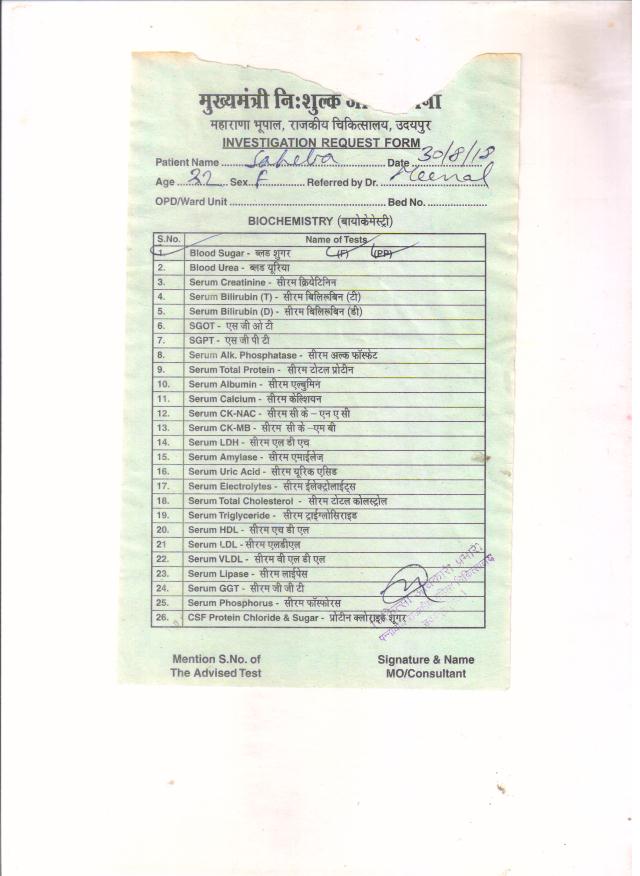 मुख्यमंत्री निःशुल्क
महाराणा भूपाल, राजकीय चिकित्सालय, उदयपुर
INVESTIGATION REQUEST FORM
Patient Name Saheba Date 30/8/18
Age 22 Sex F Referred by Dr. Meenal
OPD/Ward Unit Bed No.
BIOCHEMISTRY (बायोकेमेस्ट्री)
S.No. Name of Tests
1. Blood Sugar - ब्लड शुगर (F) (PP)
2. Blood Urea - ब्लड यूरिया
3. Serum Creatinine - सीरम क्रियेटिनिन
4. Serum Bilirubin (T) - सीरम बिलिरूबिन (टी)
5. Serum Bilirubin (D) - सीरम बिलिरूबिन (डी)
6. SGOT - एस जी ओ टी
7. SGPT - एस जी पी टी
8. Serum Alk. Phosphatase - सीरम अल्क फॉस्फेट
9. Serum Total Protein - सीरम टोटल प्रोटीन
10. Serum Albumin - सीरम एल्बुमिन
11. Serum Calcium - सीरम केल्शियन
12. Serum CK-NAC - सीरम सी के – एन ए सी
13. Serum CK-MB - सीरम सी के –एम बी
14. Serum LDH - सीरम एल डी एच
15. Serum Amylase - सीरम एमाईलेज्
16. Serum Uric Acid - सीरम यूरिक एसिड
17. Serum Electrolytes - सीरम ईलेक्ट्रोलाईट्स
18. Serum Total Cholesterol - सीरम टोटल कोलस्ट्रोल
19. Serum Triglyceride - सीरम ट्राईग्लोसिराइड
20. Serum HDL - सीरम एच डी एल
21 Serum LDL - सीरम एलडीएल
22. Serum VLDL - सीरम वी एल डी एल
23. Serum Lipase - सीरम लाईपेस
24. Serum GGT - सीरम जी जी टी
25. Serum Phosphorus - सीरम फॉस्फोरस
26. CSF Protein Chloride & Sugar - प्रोटीन क्लोराइड शूगर
चिकित्सा अधिकारी प्रभारी
Mention S.No. of Signature & Name
The Advised Test MO/Consultant